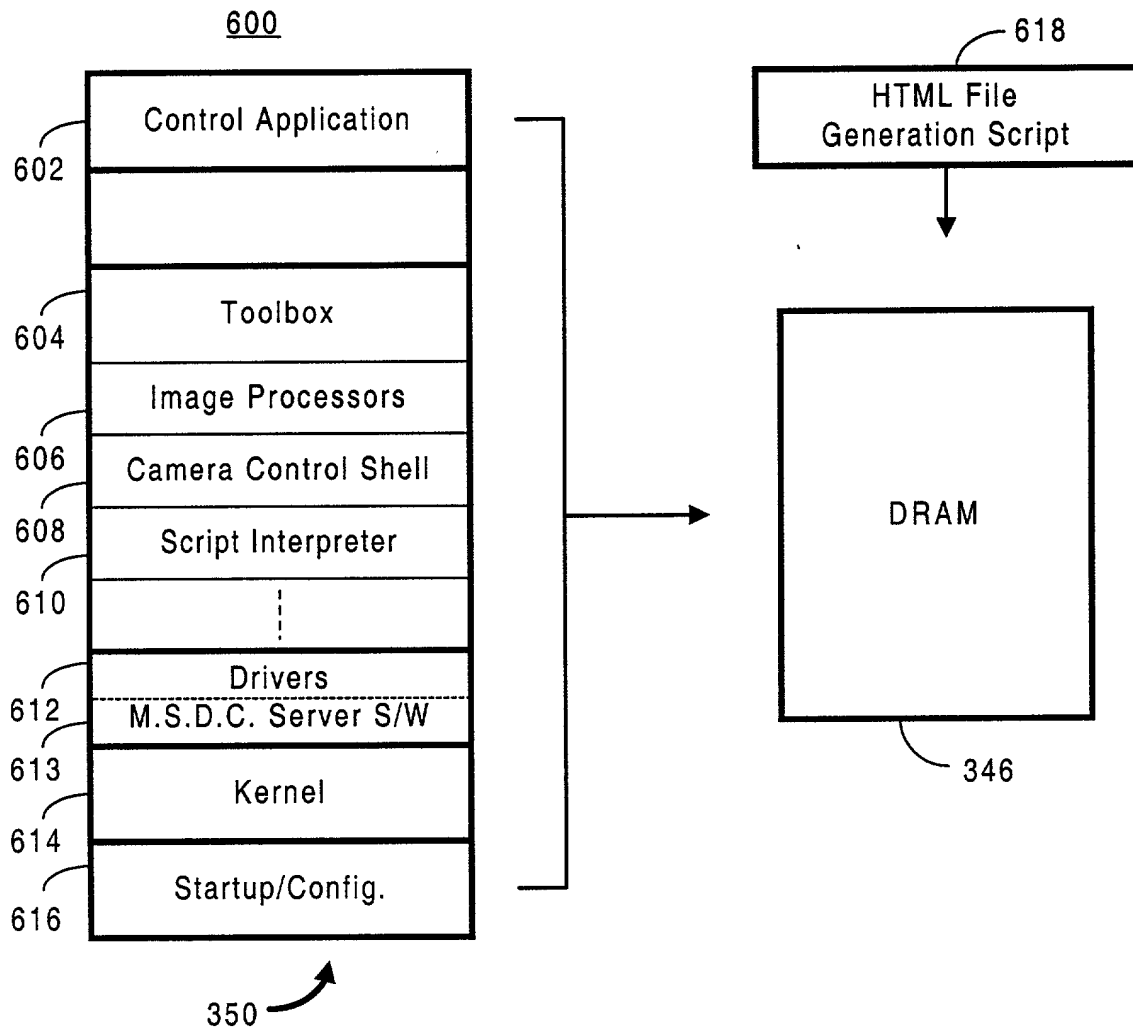 600
Control Application
602
Toolbox
604
Image Processors
606
Camera Control Shell
608
Script Interpreter
610
Drivers
612
M.S.D.C. Server S/W
613
Kernel
614
Startup/Config.
616
350
618
HTML File
Generation Script
DRAM
346